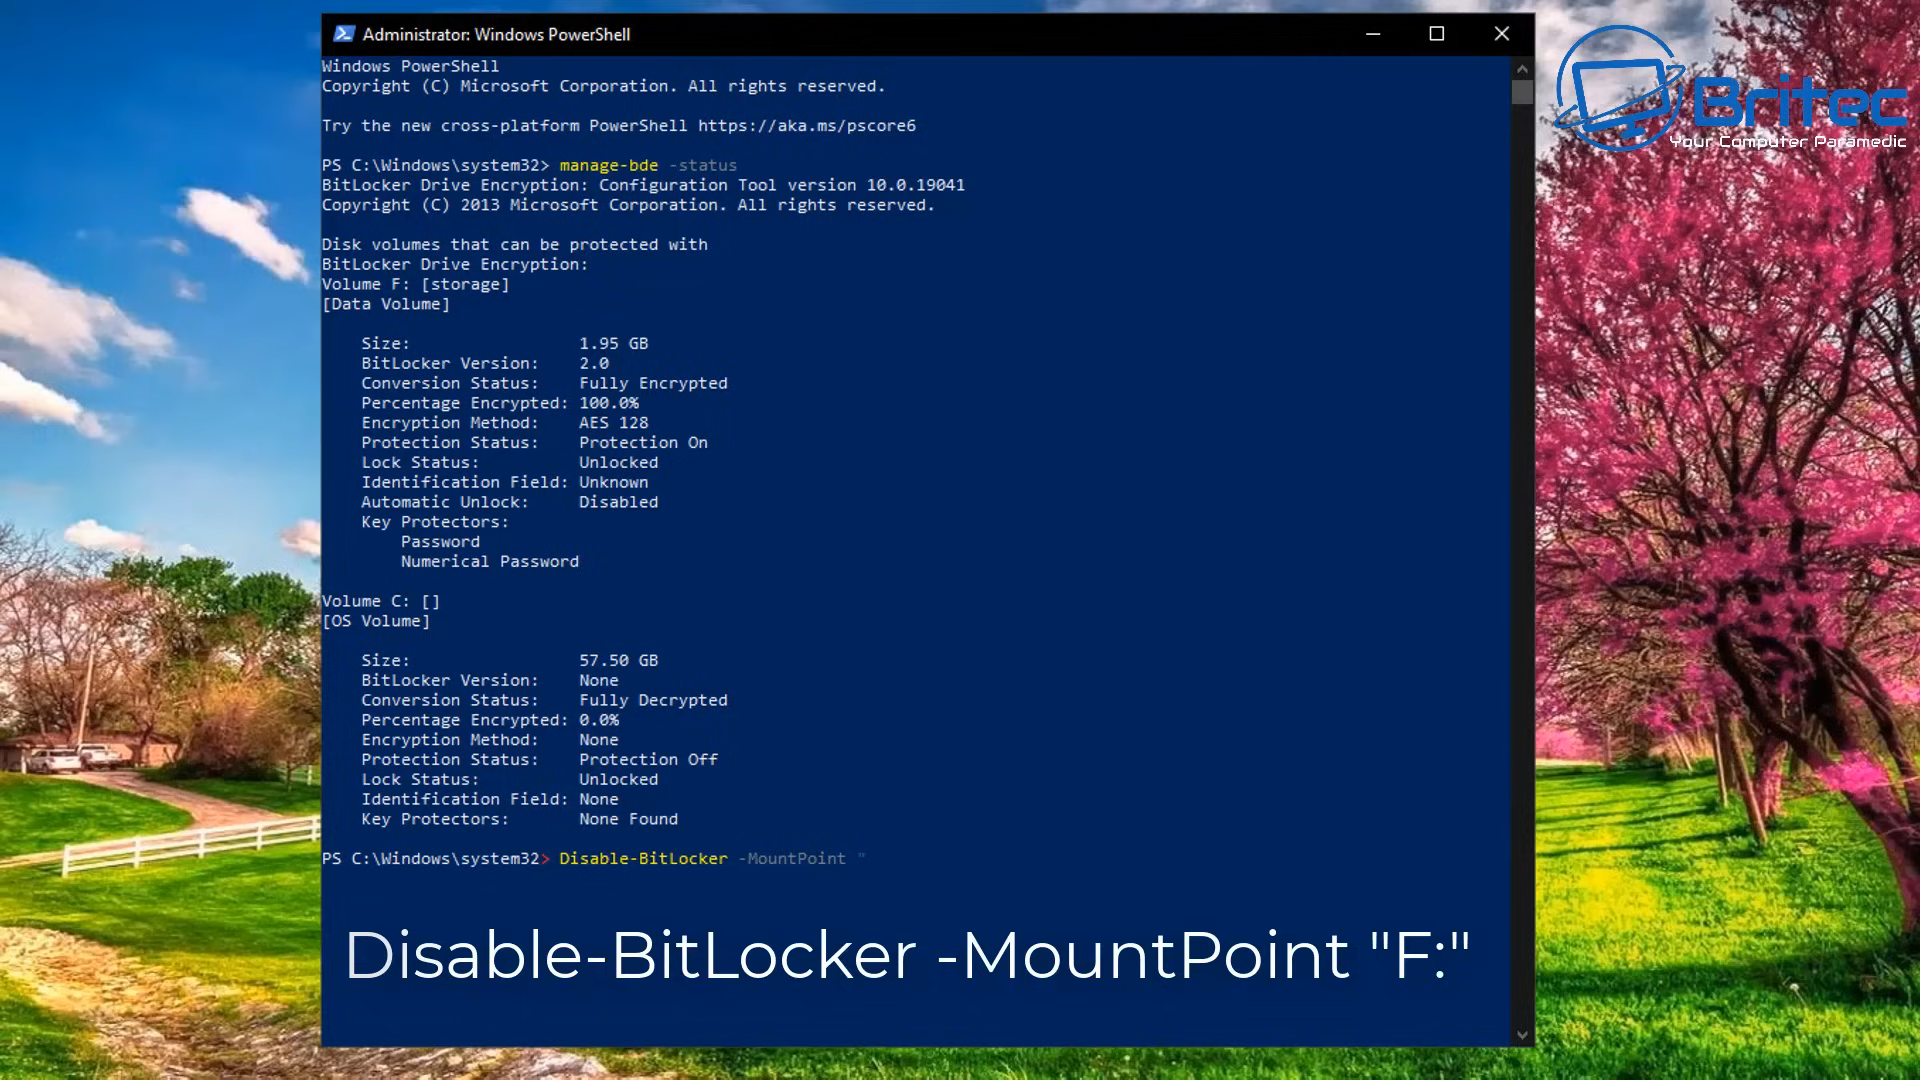 Administrator: Windows PowerShell
Windows PowerShell
Copyright (C) Microsoft Corporation. All rights reserved.
Try the new cross-platform PowerShell https://aka.ms/pscore6
PS C:\Windows\system32> manage-bde -status
BitLocker Drive Encryption: Configuration Tool version 10.0.19041
Copyright (C) 2013 Microsoft Corporation. All rights reserved.
Disk volumes that can be protected with
BitLocker Drive Encryption:
Volume F: [storage]
[Data Volume]
Size: 1.95 GB
BitLocker Version: 2.0
Conversion Status: Fully Encrypted
Percentage Encrypted: 100.0%
Encryption Method: AES 128
Protection Status: Protection On
Lock Status: Unlocked
Identification Field: Unknown
Automatic Unlock: Disabled
Key Protectors:
Password
Numerical Password
Volume C: []
[OS Volume]
Size: 57.50 GB
BitLocker Version: None
Conversion Status: Fully Decrypted
Percentage Encrypted: 0.0%
Encryption Method: None
Protection Status: Protection Off
Lock Status: Unlocked
Identification Field: None
Key Protectors: None Found
PS C:\Windows\system32> Disable-BitLocker -MountPoint "
Disable-BitLocker -MountPoint "F:"
Britec
Your Computer Paramedic